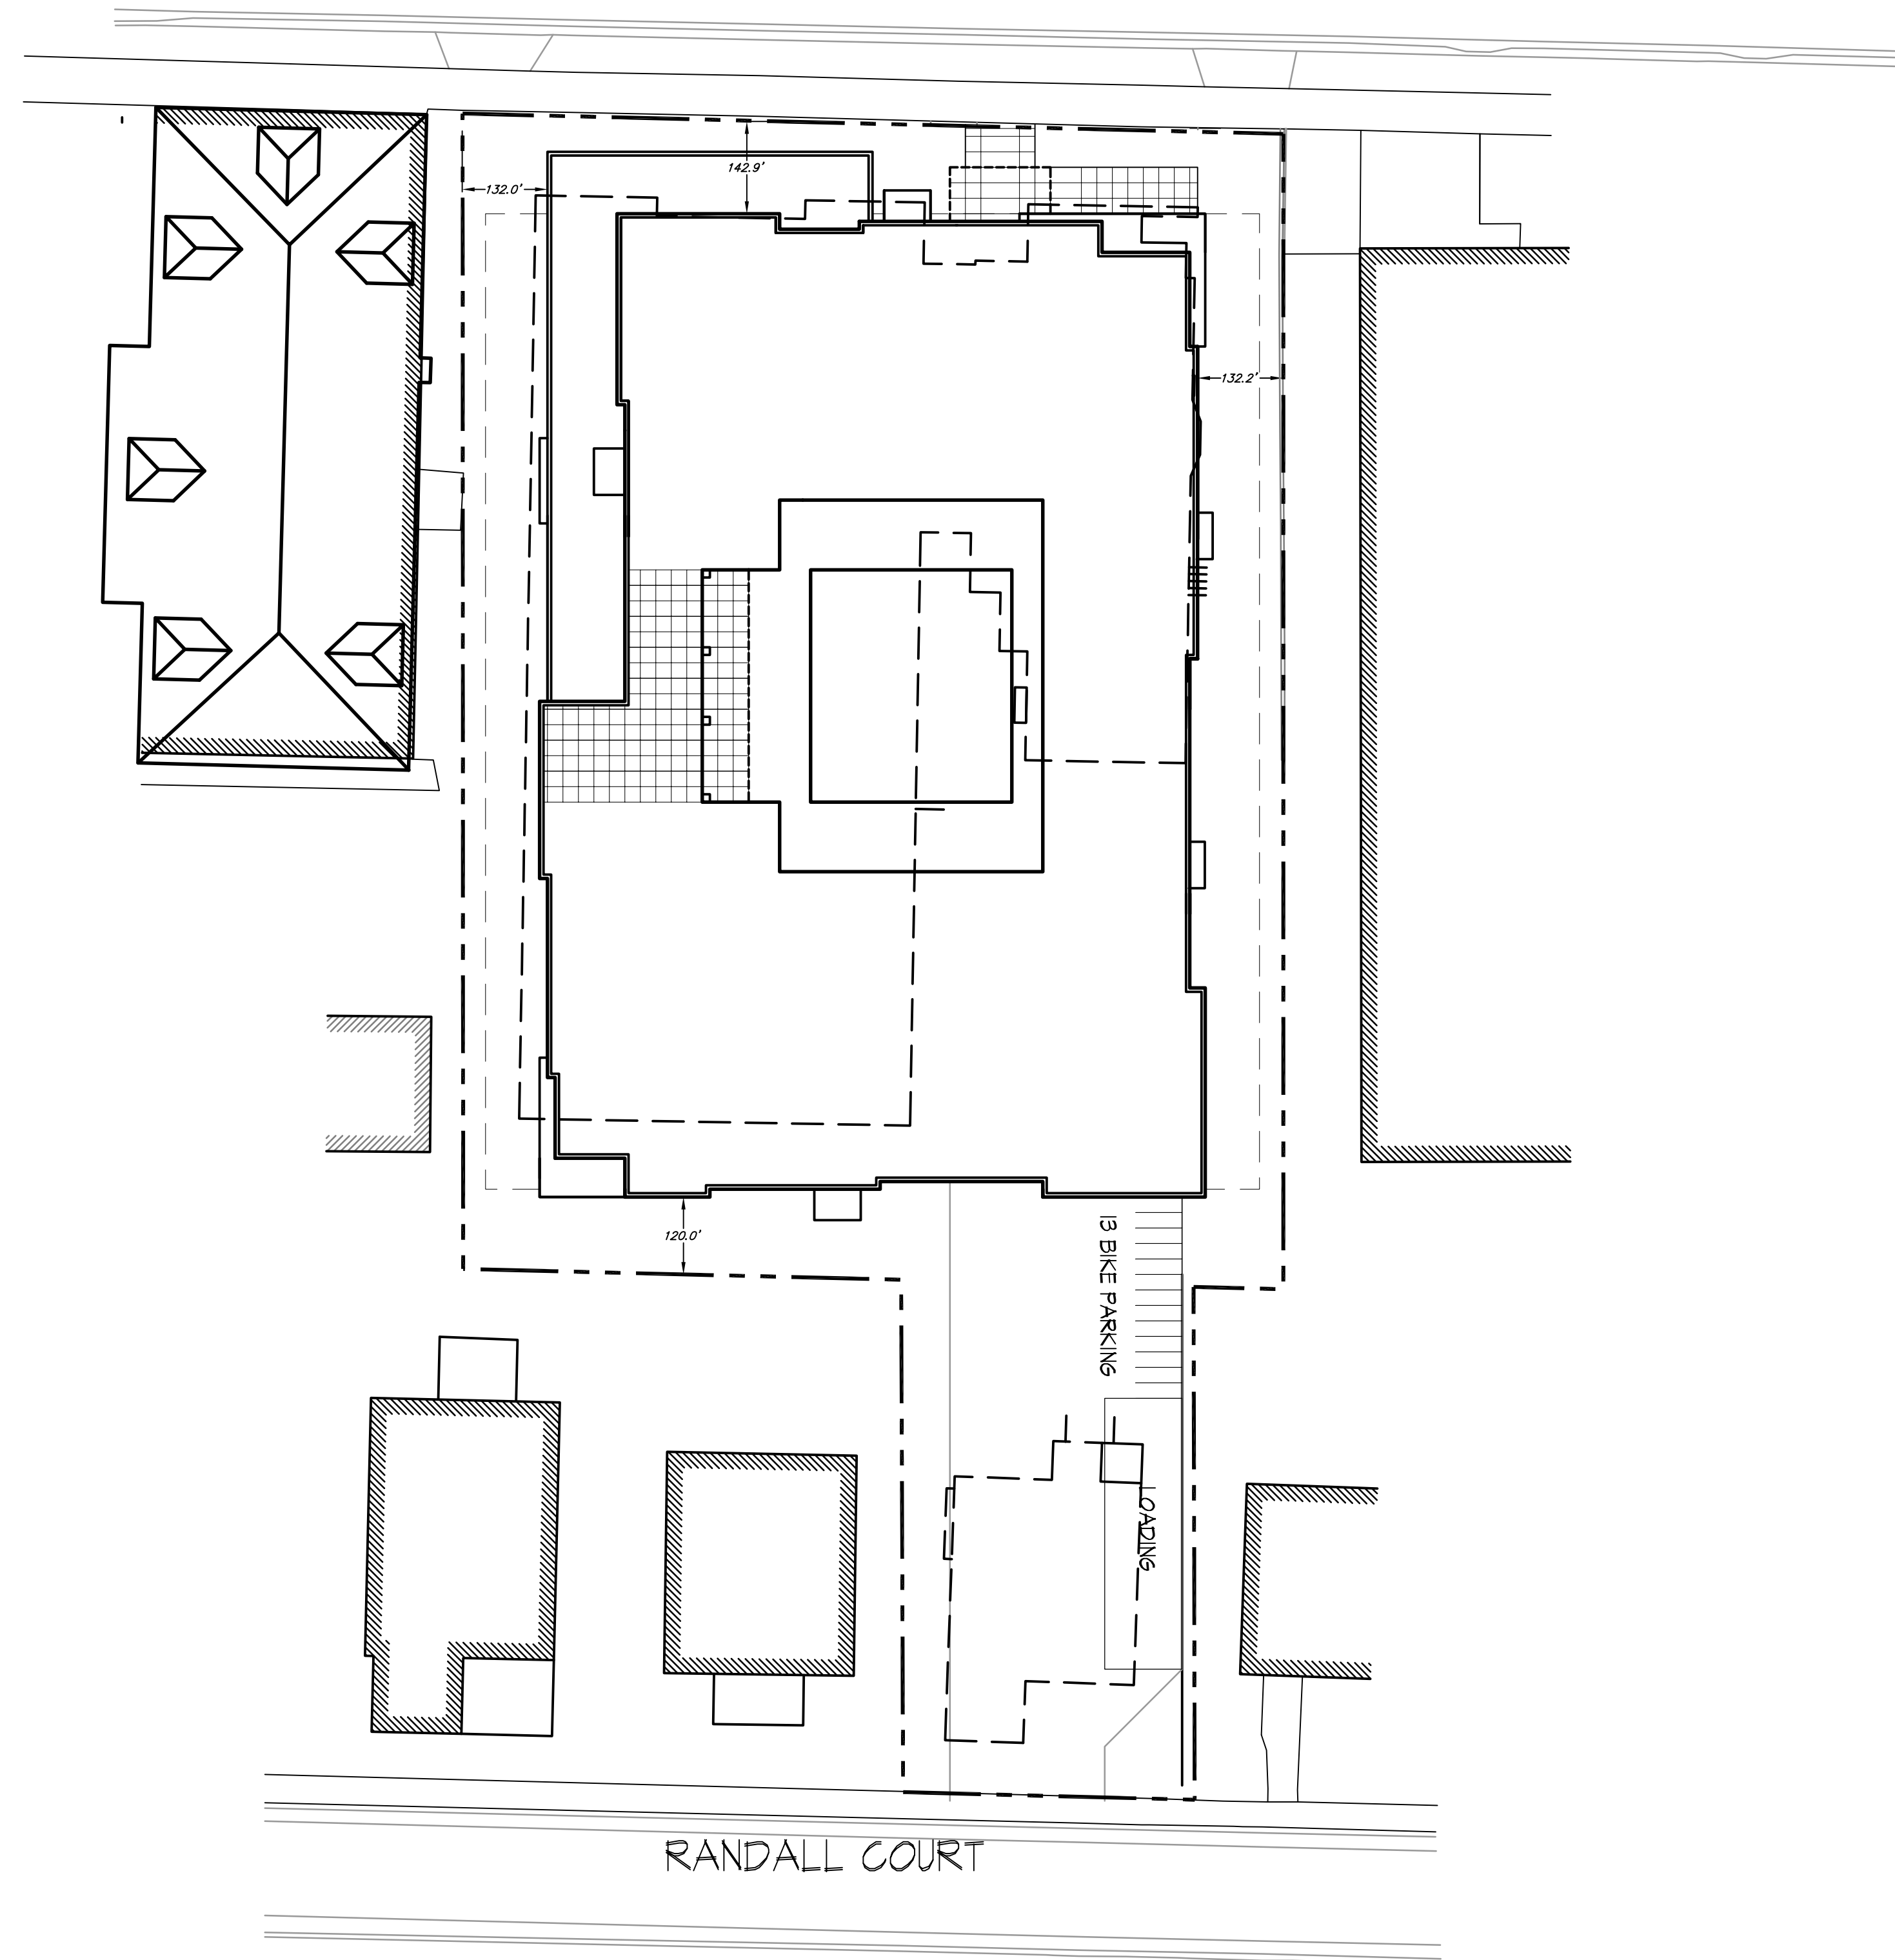 142.9'
132.0'
132.2'
120.0'
13 BIKE PARKING
LOADING
RANDALL COURT